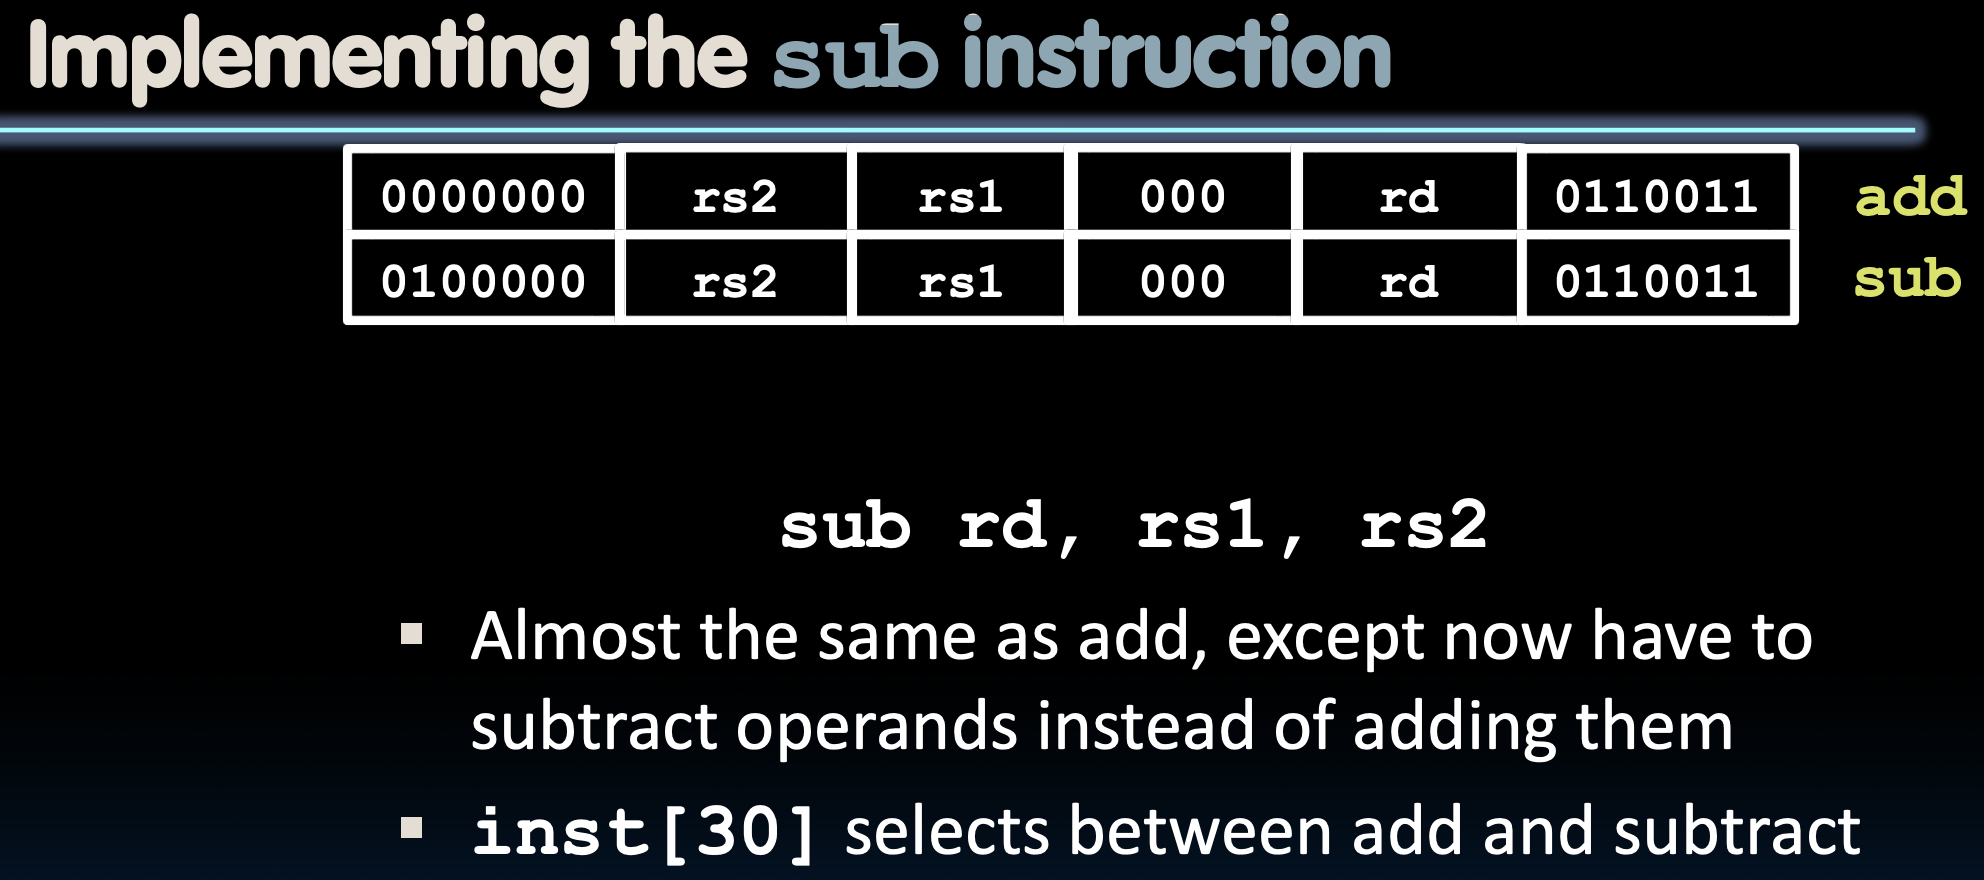 Implementing the sub instruction
0000000 rs2 rs1 000 rd 0110011 add
0100000 rs2 rs1 000 rd 0110011 sub
sub rd, rs1, rs2
▪ Almost the same as add, except now have to
subtract operands instead of adding them
▪ inst[30] selects between add and subtract